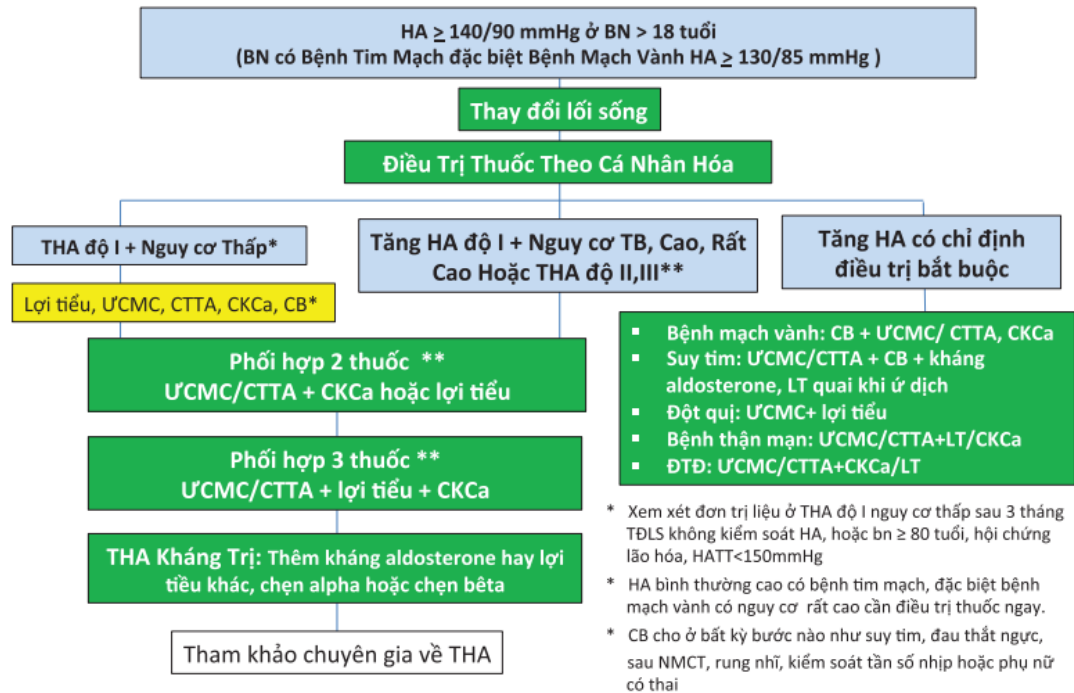 HA ≥ 140/90 mmHg ở BN > 18 tuổi
(BN có Bệnh Tim Mạch đặc biệt Bệnh Mạch Vành HA ≥ 130/85 mmHg )
Thay đổi lối sống
Điều Trị Thuốc Theo Cá Nhân Hóa
THA độ I + Nguy cơ Thấp*
Lợi tiểu, ƯCMC, CTTA, CKCa, CB*
Tăng HA độ I + Nguy cơ TB, Cao, Rất
Cao Hoặc THA độ II,III**
Tăng HA có chỉ định
điều trị bắt buộc
Phối hợp 2 thuốc **
ƯCMC/CTTA + CKCa hoặc lợi tiểu
Phối hợp 3 thuốc **
ƯCMC/CTTA + lợi tiểu + CKCa
THA Kháng Trị: Thêm kháng aldosterone hay lợi
tiều khác, chẹn alpha hoặc chẹn bêta
Tham khảo chuyên gia về THA
▪ Bệnh mạch vành: CB + ƯCMC/ CTTA, CKCa
▪ Suy tim: ƯCMC/CTTA + CB + kháng
aldosterone, LT quai khi ứ dịch
▪ Đột quị: ƯCMC+ lợi tiểu
▪ Bệnh thận mạn: ƯCMC/CTTA+LT/CKCa
▪ ĐTĐ: ƯCMC/CTTA+CKCa/LT
* Xem xét đơn trị liệu ở THA độ I nguy cơ thấp sau 3 tháng
TĐLS không kiểm soát HA, hoặc bn ≥ 80 tuổi, hội chứng
lão hóa, HATT<150mmHg
* HA bình thường cao có bệnh tim mạch, đặc biệt bệnh
mạch vành có nguy cơ rất cao cần điều trị thuốc ngay.
* CB cho ở bất kỳ bước nào như suy tim, đau thắt ngực,
sau NMCT, rung nhĩ, kiểm soát tần số nhịp hoặc phụ nữ
có thai